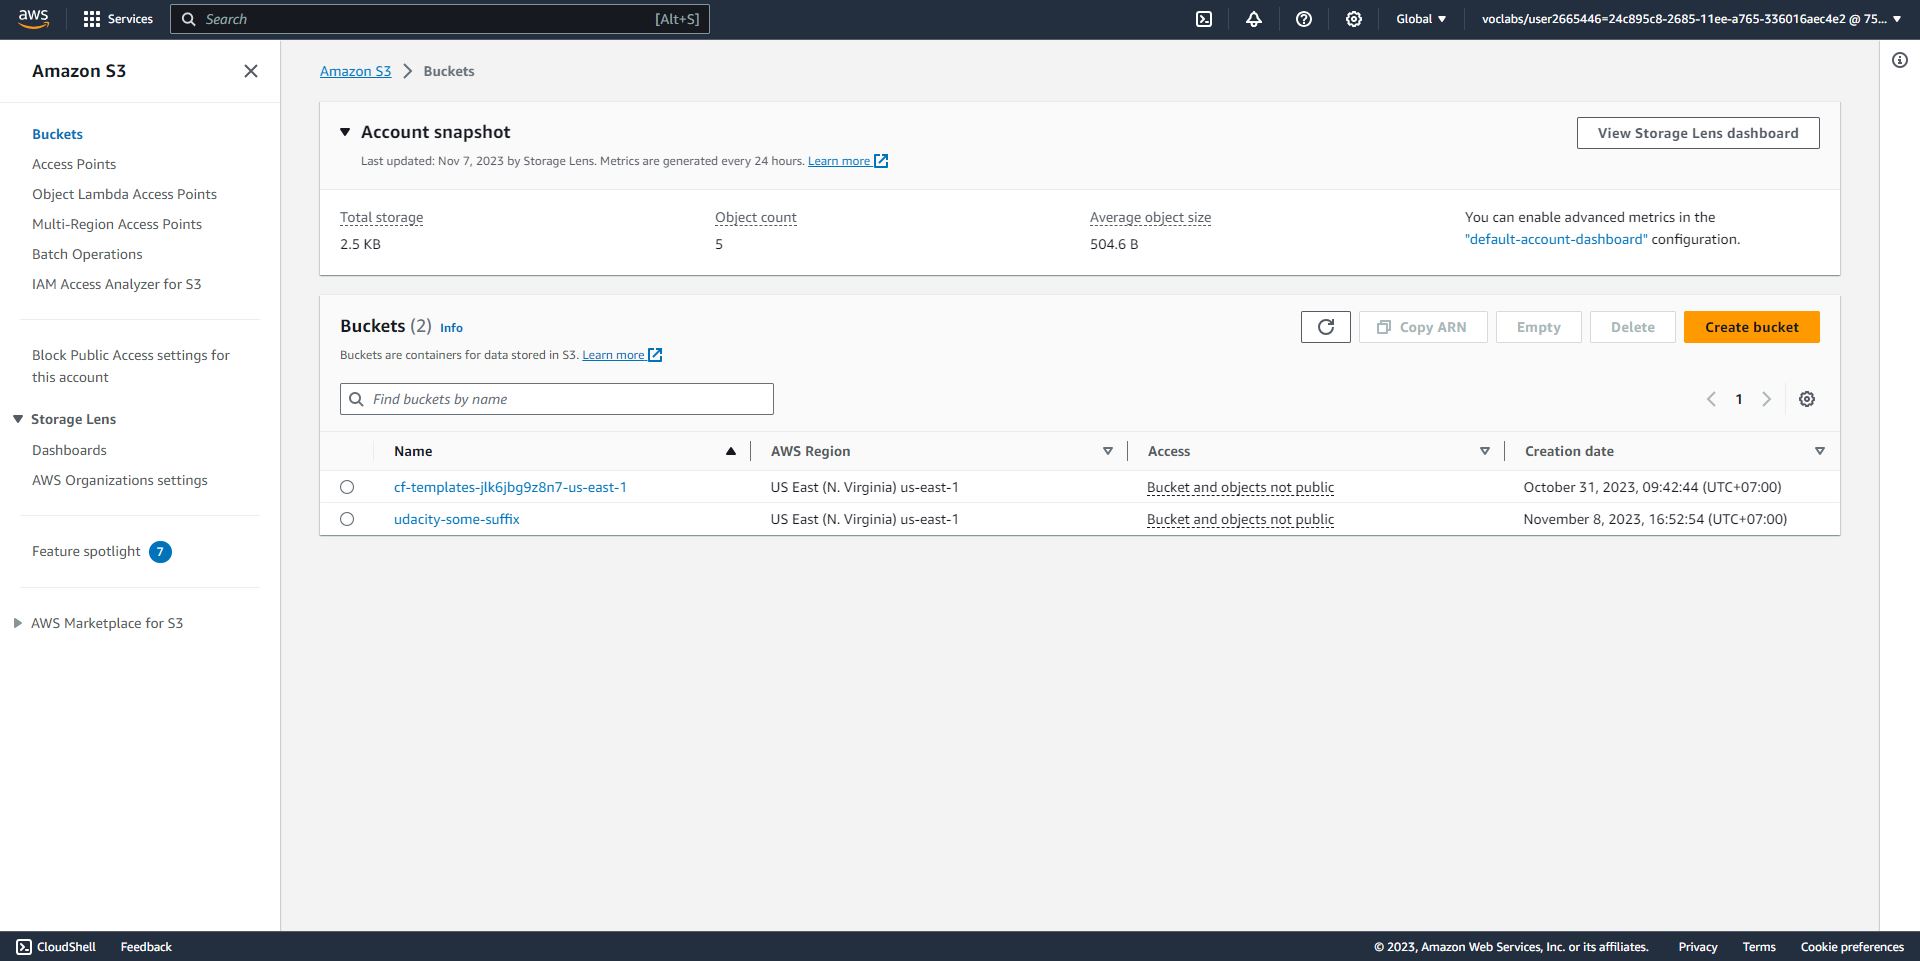 aws
Services
Search
[Alt+S]
Global
voclabs/user2665446=24c895c8-2685-11ee-a765-336016aec4e2 @ 75...
Amazon S3
Buckets
Access Points
Object Lambda Access Points
Multi-Region Access Points
Batch Operations
IAM Access Analyzer for S3
Block Public Access settings for
this account
Storage Lens
Dashboards
AWS Organizations settings
Feature spotlight 7
AWS Marketplace for S3
Amazon S3 > Buckets
Account snapshot
View Storage Lens dashboard
Last updated: Nov 7, 2023 by Storage Lens. Metrics are generated every 24 hours. Learn more
Total storage
2.5 KB
Object count
5
Average object size
504.6 B
You can enable advanced metrics in the
"default-account-dashboard" configuration.
Buckets (2) Info
Buckets are containers for data stored in S3. Learn more
Copy ARN
Empty
Delete
Create bucket
Find buckets by name
1
Name AWS Region Access Creation date
cf-templates-jlk6jbg9z8n7-us-east-1 US East (N. Virginia) us-east-1 Bucket and objects not public October 31, 2023, 09:42:44 (UTC+07:00)
udacity-some-suffix US East (N. Virginia) us-east-1 Bucket and objects not public November 8, 2023, 16:52:54 (UTC+07:00)
CloudShell
Feedback
© 2023, Amazon Web Services, Inc. or its affiliates.
Privacy
Terms
Cookie preferences